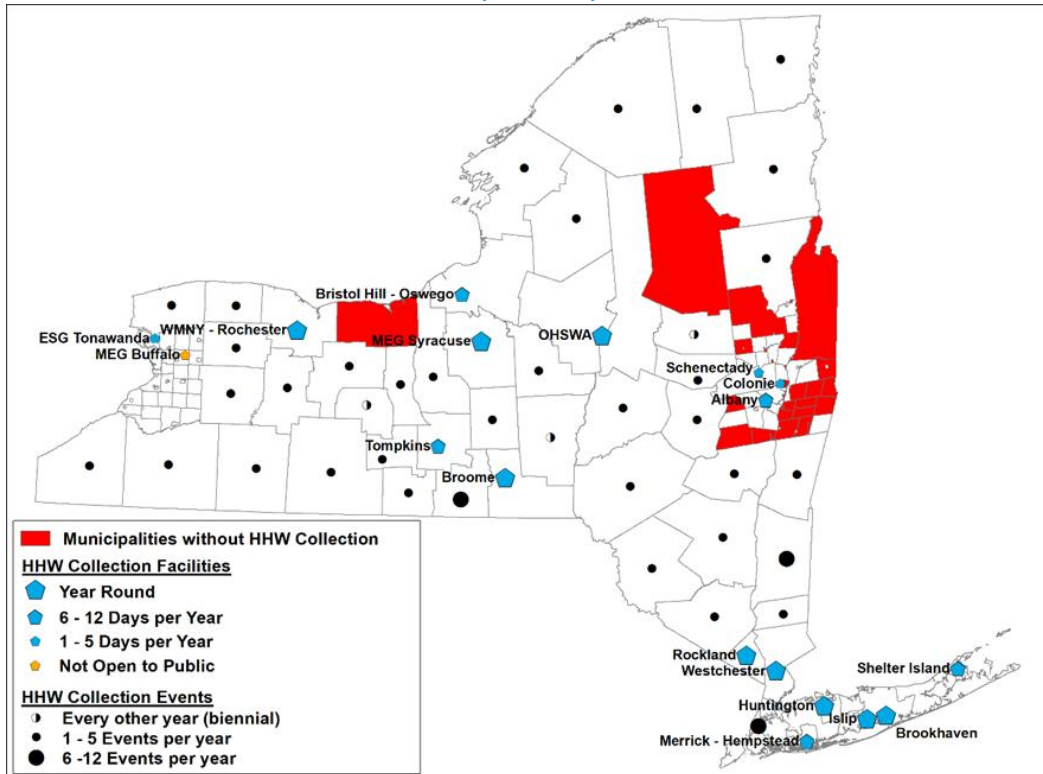 Bristol Hill - Oswego
ESG Tonawanda
WMNY - Rochester
MEG Buffalo
MEG Syracuse
OHSWA
Schenectady
Colonie
Albany
Tompkins
Broome
Municipalities without HHW Collection
HHW Collection Facilities
Year Round
6 - 12 Days per Year
1 - 5 Days per Year
Not Open to Public
HHW Collection Events
Every other year (biennial)
1 - 5 Events per year
6 -12 Events per year
Rockland
Westchester
Shelter Island
Huntington
Islip
Brookhaven
Merrick - Hempstead